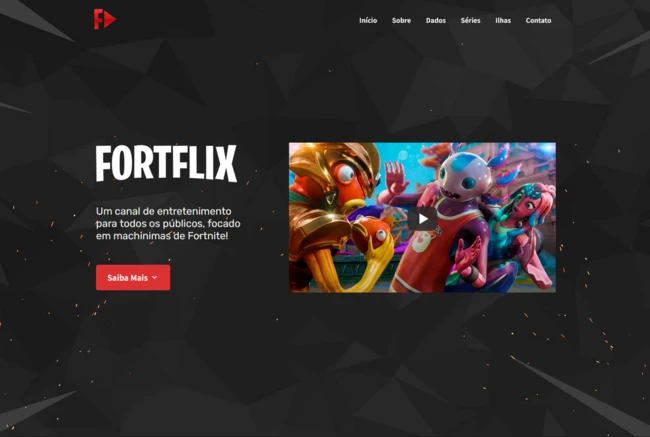 F
Início Sobre Dados Séries Ilhas Contato
FORTFLIX
Um canal de entretenimento
para todos os públicos, focado
em machinimas de Fortnite!
Saiba Mais